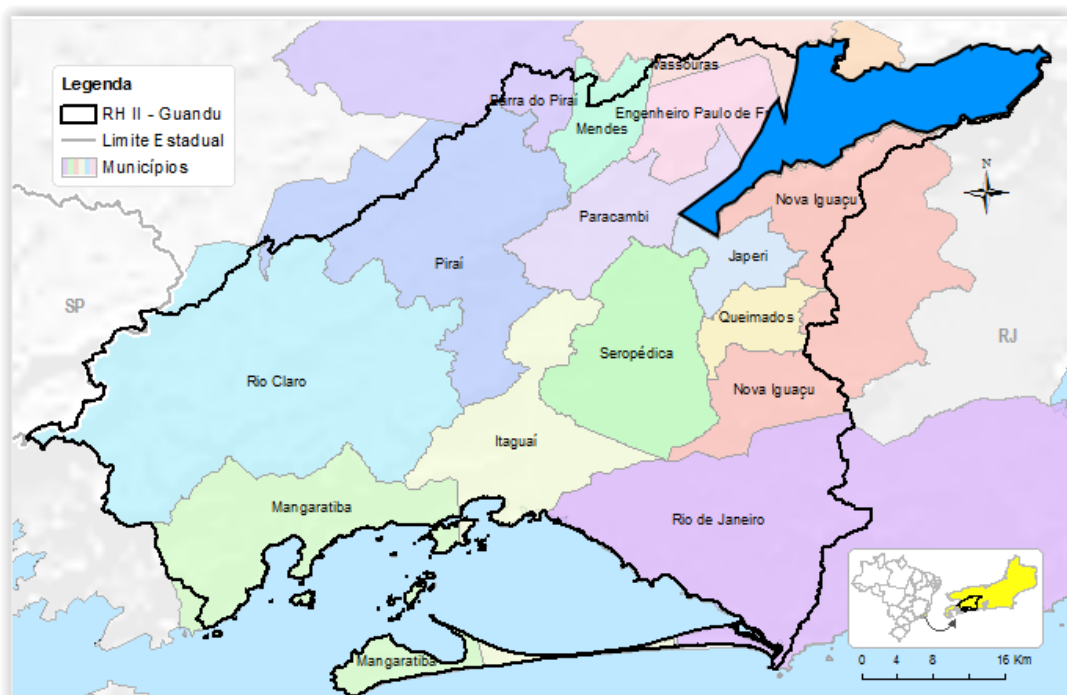 Legenda
RH II - Guandu
Limite Estadual
Municípios
Vassouras
Barra do Piraí
Engenheiro Paulo de Fr
Mendes
Nova Iguaçu
Paracambi
Japeri
Piraí
SP
Queimados
RJ
Seropédica
Rio Claro
Nova Iguaçu
Itaguaí
Mangaratiba
Rio de Janeiro
Mangaratiba
N
0 4 8 16 Km